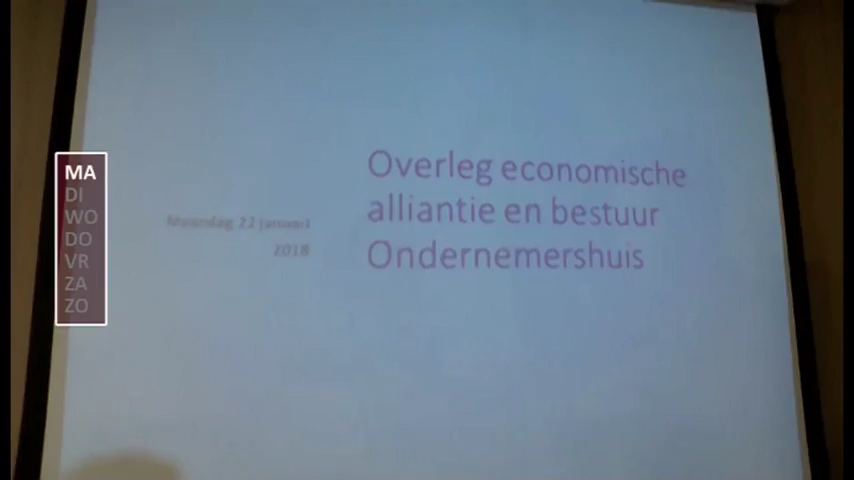 MA
DI
WO
DO
VR
ZA
ZO
Maandag 22 januari
2018
Overleg economische
alliantie en bestuur
Ondernemershuis